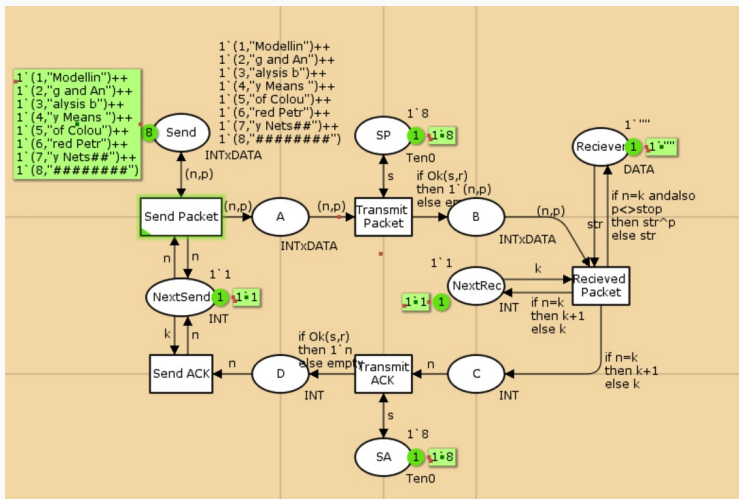 1`(1,"Modellin")++
1`(2,"g and An")++
1`(3,"alysis b")++
1`(4,"y Means ")++
1`(5,"of Colou")++
1`(6,"red Petr")++
1`(7,"y Nets##")++
1`(8,"########")
8
Send
INTxDATA
1`(1,"Modellin")++
1`(2,"g and An")++
1`(3,"alysis b")++
1`(4,"y Means ")++
1`(5,"of Colou")++
1`(6,"red Petr")++
1`(7,"y Nets##")++
1`(8,"########")
1`8
SP
1
1`8
Ten0
1`""
Reciever
1
1`""
DATA
(n,p)
s
if Ok(s,r)
then 1`(n,p)
else empty
str
if n=k andalso
p<>stop
then str^p
else str
Send Packet
(n,p)
A
INTxDATA
(n,p)
Transmit
Packet
B
INTxDATA
(n,p)
n
n
1`1
NextSend
1
1`1
INT
1`1
1`1
1
NextRec
INT
k
if n=k
then k+1
else k
Recieved
Packet
k
n
Send ACK
n
D
INT
if Ok(s,r)
then 1`n
else empty
Transmit
ACK
n
C
INT
if n=k
then k+1
else k
s
1`8
SA
1
1`8
Ten0